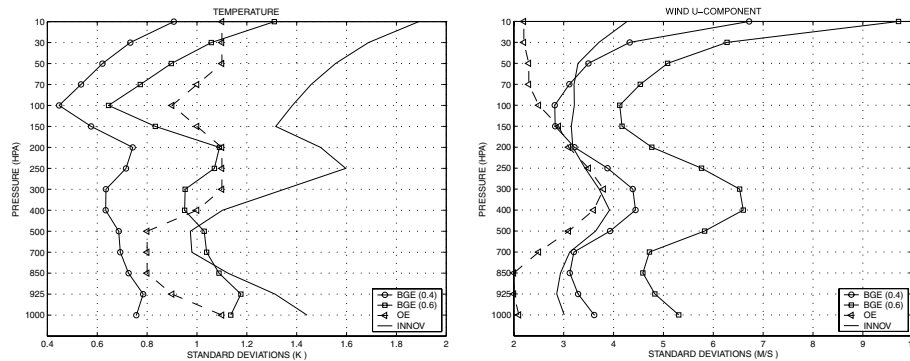 TEMPERATURE
10
30
50
70
100
150
200
250
300
400
500
700
850
925
1000
PRESSURE (HPA)
0.4 0.6 0.8 1 1.2 1.4 1.6 1.8 2
STANDARD DEVIATIONS (K )
BGE (0.4)
BGE (0.6)
OE
INNOV
WIND U-COMPONENT
10
30
50
70
100
150
200
250
300
400
500
700
850
925
1000
PRESSURE (HPA)
2 3 4 5 6 7 8 9
STANDARD DEVIATIONS (M/S )
BGE (0.4)
BGE (0.6)
OE
INNOV